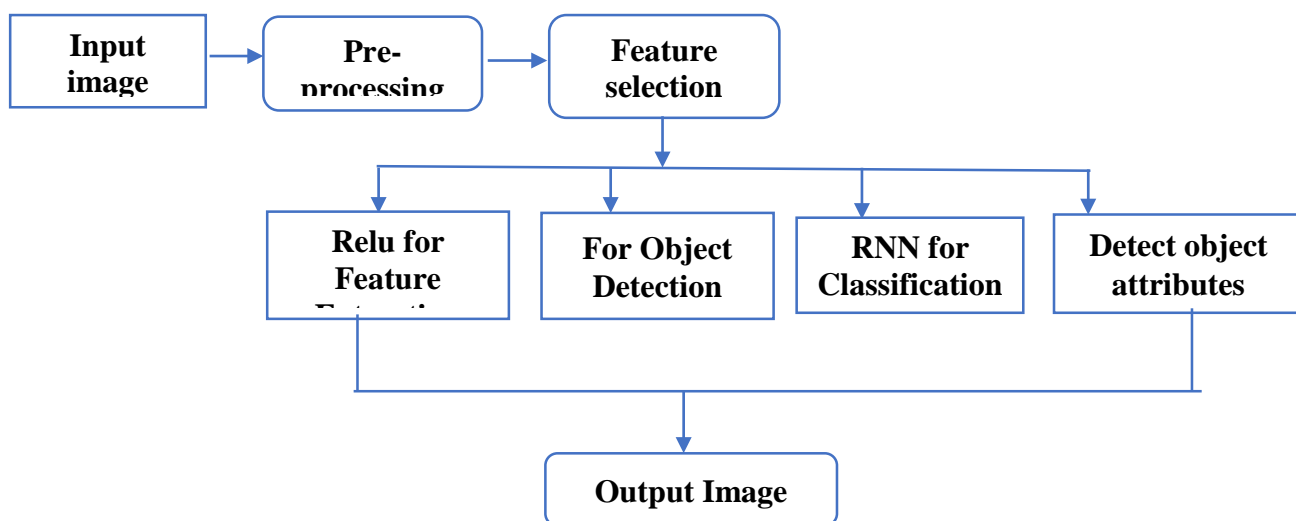 Input
image
Pre-
processing
Feature
selection
Relu for
Feature
For Object
Detection
RNN for
Classification
Detect object
attributes
Output Image